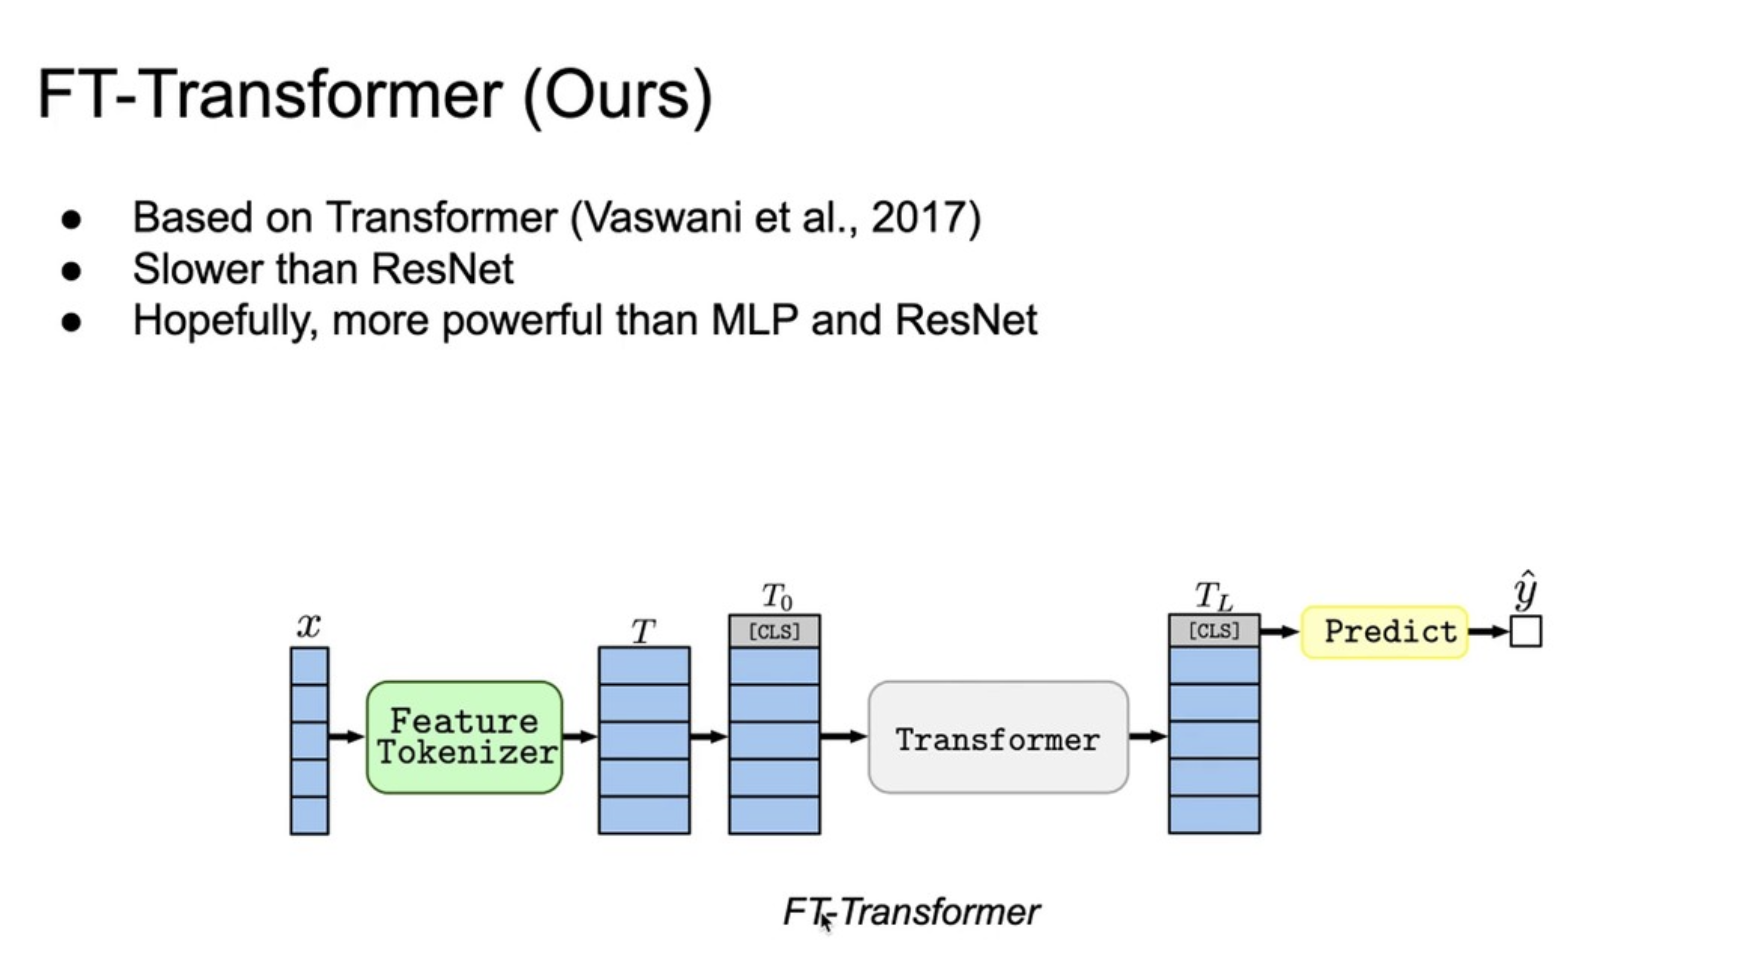 FT-Transformer (Ours)
● Based on Transformer (Vaswani et al., 2017)
● Slower than ResNet
● Hopefully, more powerful than MLP and ResNet
x
T
T₀
[CLS]
T_L
[CLS]
ŷ
Feature
Tokenizer
Transformer
Predict
FT-Transformer